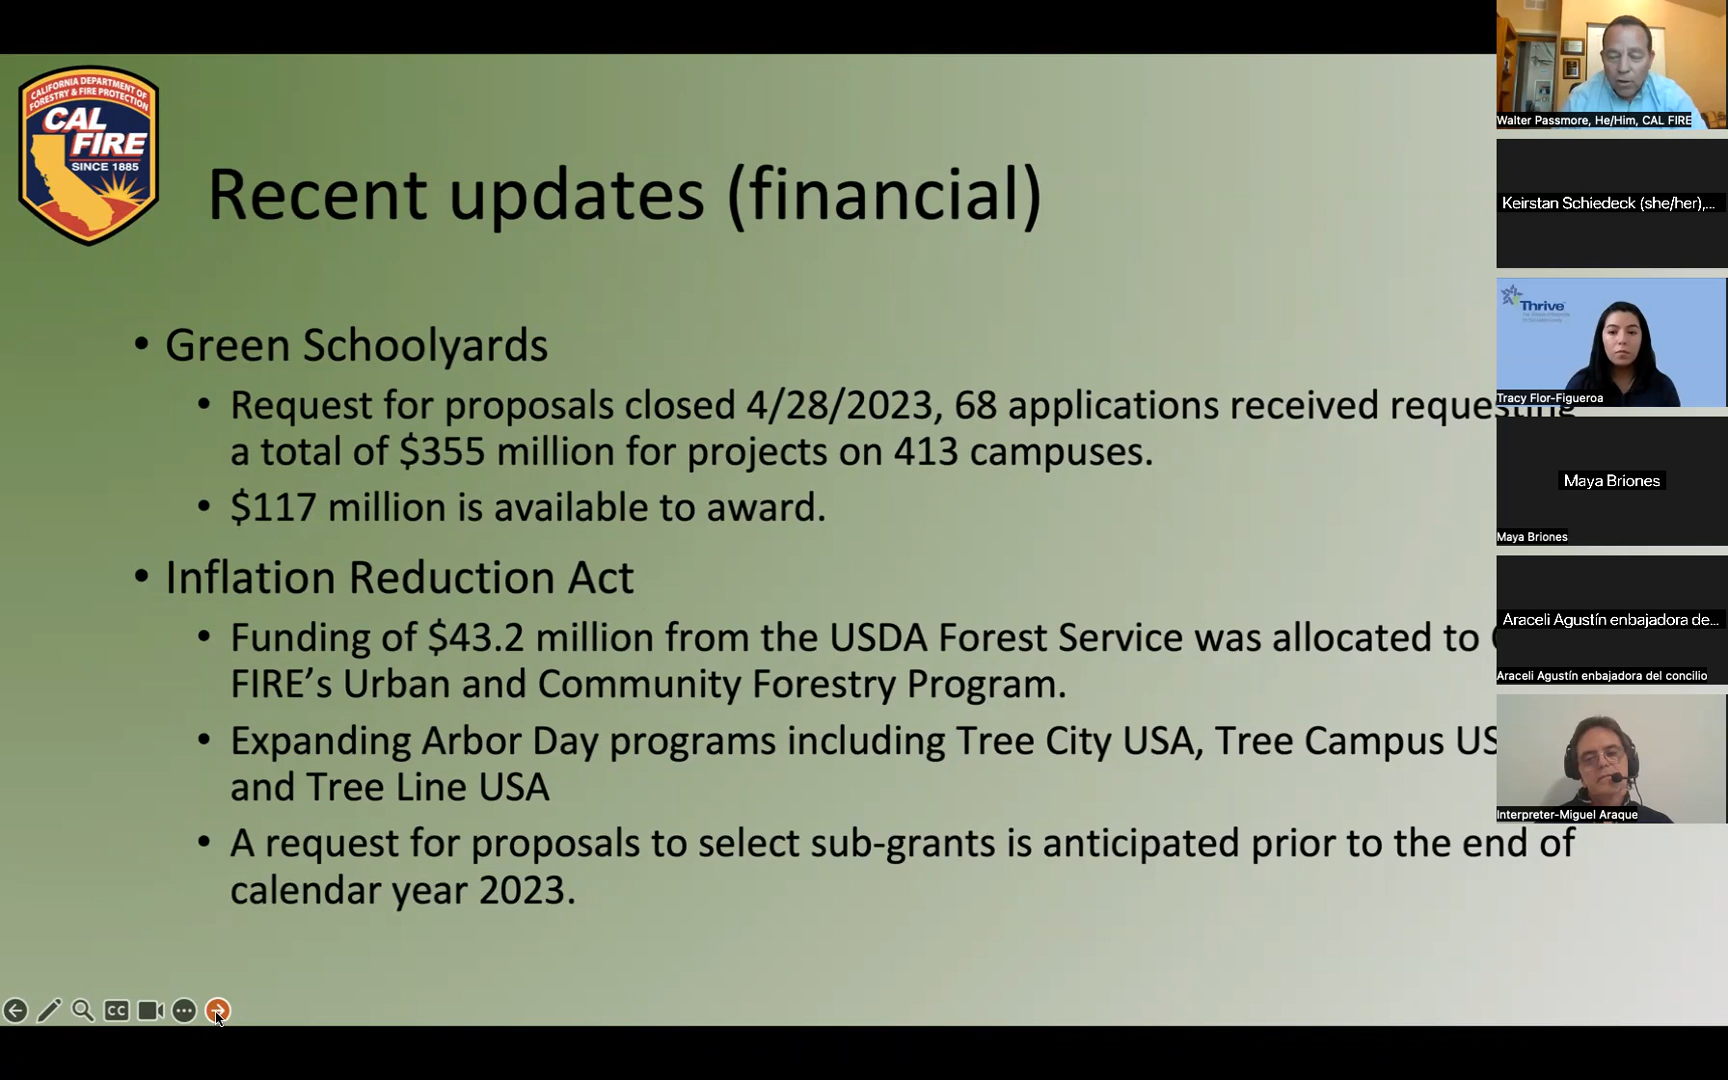 CALIFORNIA DEPARTMENT OF
FORESTRY & FIRE PROTECTION
CAL
FIRE
SINCE 1885
Recent updates (financial)
• Green Schoolyards
• Request for proposals closed 4/28/2023, 68 applications received requesting
a total of $355 million for projects on 413 campuses.
• $117 million is available to award.
• Inflation Reduction Act
• Funding of $43.2 million from the USDA Forest Service was allocated to
FIRE’s Urban and Community Forestry Program.
• Expanding Arbor Day programs including Tree City USA, Tree Campus US
and Tree Line USA
• A request for proposals to select sub-grants is anticipated prior to the end of
calendar year 2023.
CC
Walter Passmore, He/Him, CAL FIRE
Keirstan Schiedeck (she/her),...
Thrive
Tracy Flor-Figueroa
Maya Briones
Maya Briones
Araceli Agustín enbajadora de...
Araceli Agustín enbajadora del concilio
Interpreter-Miguel Araque